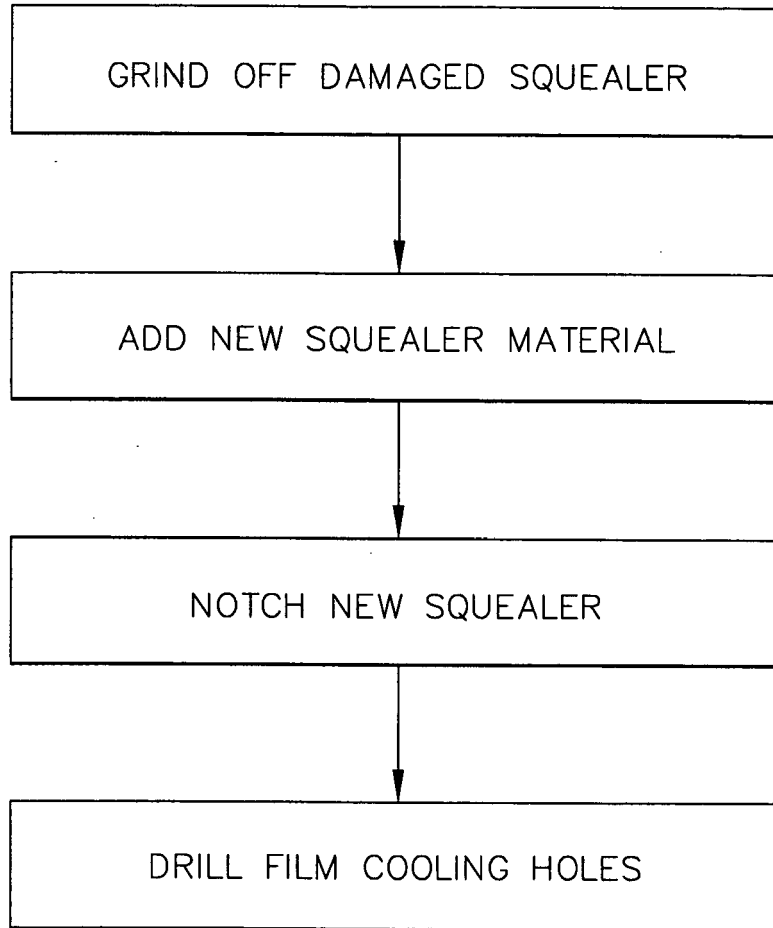 GRIND OFF DAMAGED SQUEALER
ADD NEW SQUEALER MATERIAL
NOTCH NEW SQUEALER
DRILL FILM COOLING HOLES